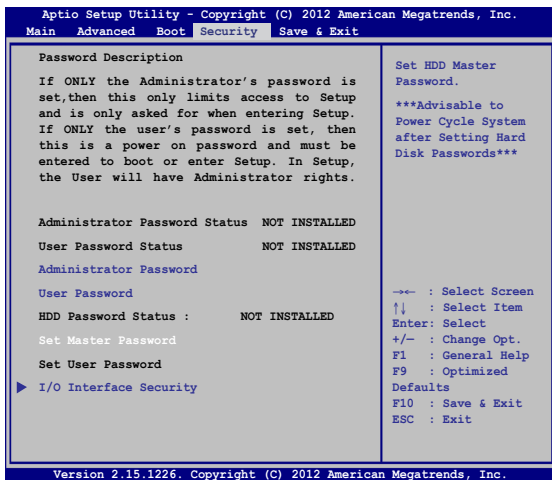 Aptio Setup Utility - Copyright (C) 2012 American Megatrends, Inc.
Main Advanced Boot Security Save & Exit
Password Description
If ONLY the Administrator's password is
set,then this only limits access to Setup
and is only asked for when entering Setup.
If ONLY the user's password is set, then
this is a power on password and must be
entered to boot or enter Setup. In Setup,
the User will have Administrator rights.
Administrator Password Status NOT INSTALLED
User Password Status NOT INSTALLED
Administrator Password
User Password
HDD Password Status : NOT INSTALLED
Set Master Password
Set User Password
I/O Interface Security
Set HDD Master
Password.
***Advisable to
Power Cycle System
after Setting Hard
Disk Passwords***
→← : Select Screen
↑↓ : Select Item
Enter: Select
+/— : Change Opt.
F1 : General Help
F9 : Optimized
Defaults
F10 : Save & Exit
ESC : Exit
Version 2.15.1226. Copyright (C) 2012 American Megatrends, Inc.